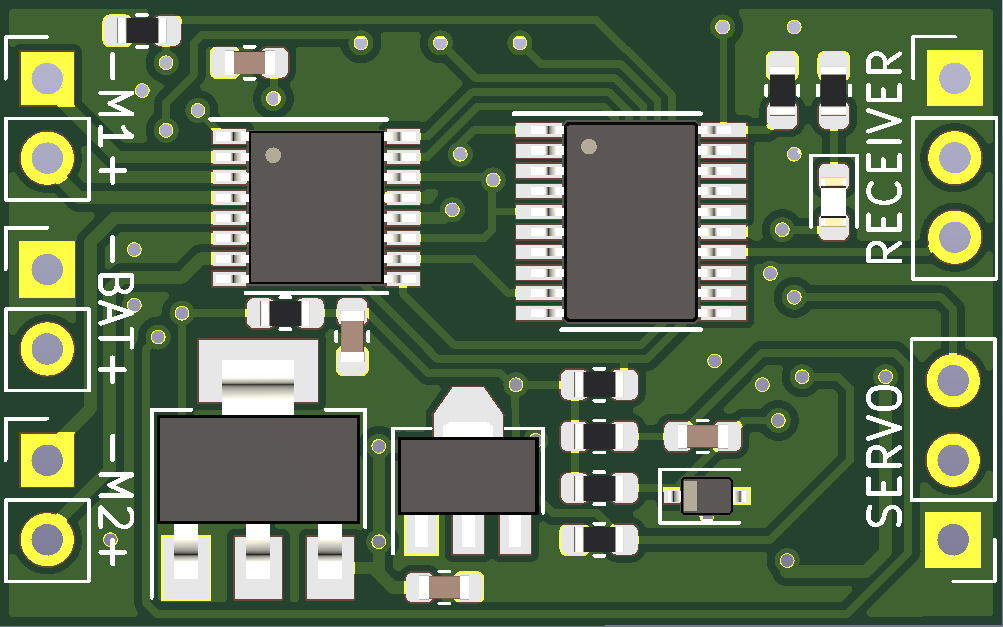 - M1 +
- BAT +
- M2 +
RECEIVER
SERVO